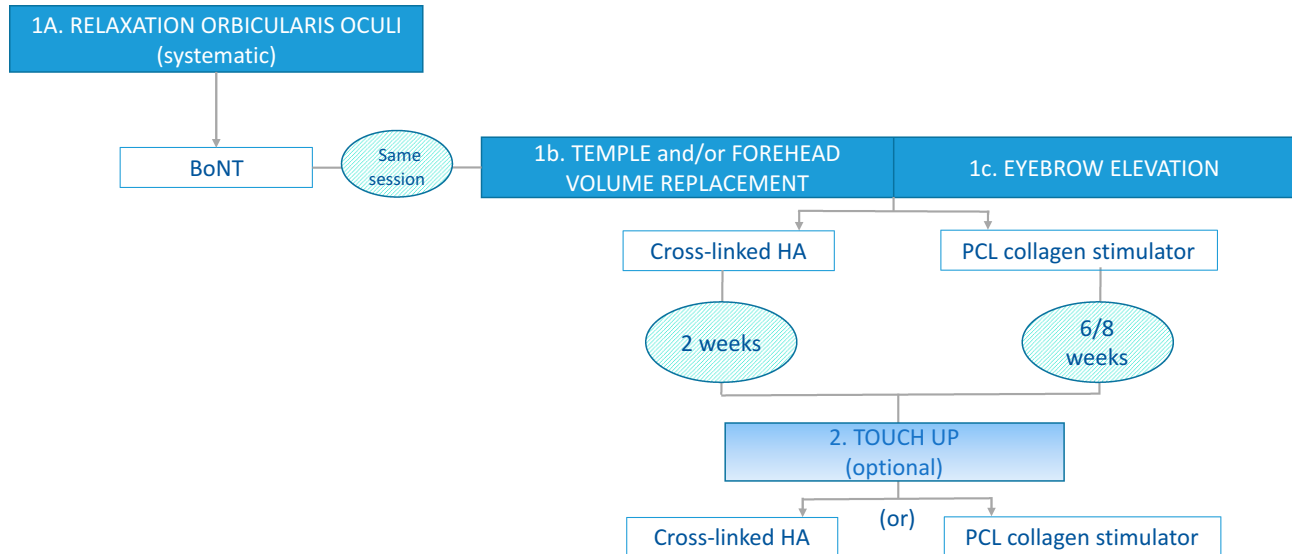 1A. RELAXATION ORBICULARIS OCULI
(systematic)
BoNT
Same
session
1b. TEMPLE and/or FOREHEAD
VOLUME REPLACEMENT
1c. EYEBROW ELEVATION
Cross-linked HA
PCL collagen stimulator
2 weeks
6/8
weeks
2. TOUCH UP
(optional)
(or)
Cross-linked HA
PCL collagen stimulator